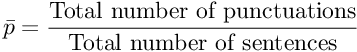 p̄ = Total number of punctuations / Total number of sentences